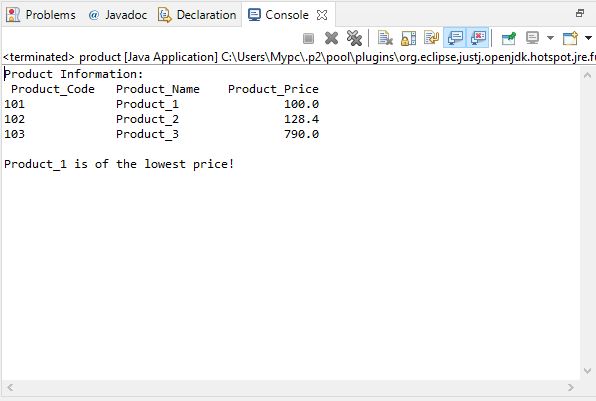 Problems @ Javadoc Declaration Console
<terminated> product [Java Application] C:\Users\Mypc\.p2\pool\plugins\org.eclipse.justj.openjdk.hotspot.jre.fu
Product Information:
Product_Code Product_Name Product_Price
101 Product_1 100.0
102 Product_2 128.4
103 Product_3 790.0
Product_1 is of the lowest price!